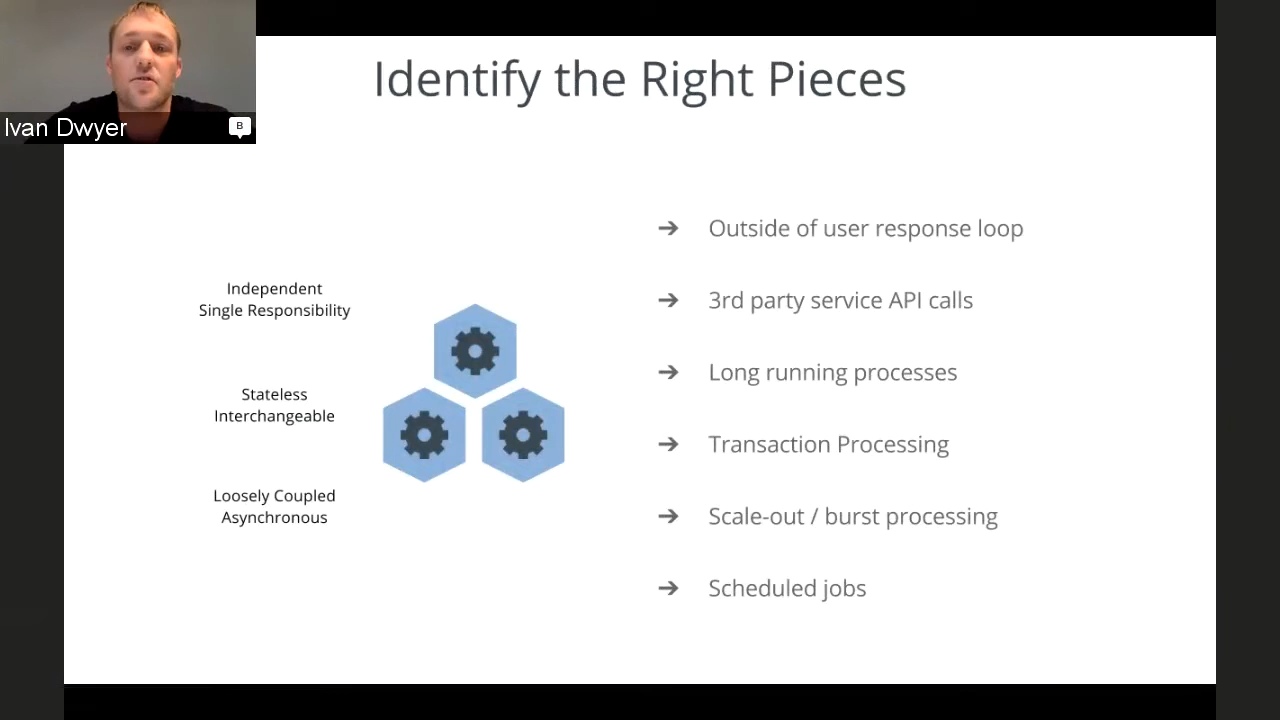 Identify the Right Pieces
Ivan Dwyer
B
Independent
Single Responsibility
Stateless
Interchangeable
Loosely Coupled
Asynchronous
➔ Outside of user response loop
➔ 3rd party service API calls
➔ Long running processes
➔ Transaction Processing
➔ Scale-out / burst processing
➔ Scheduled jobs